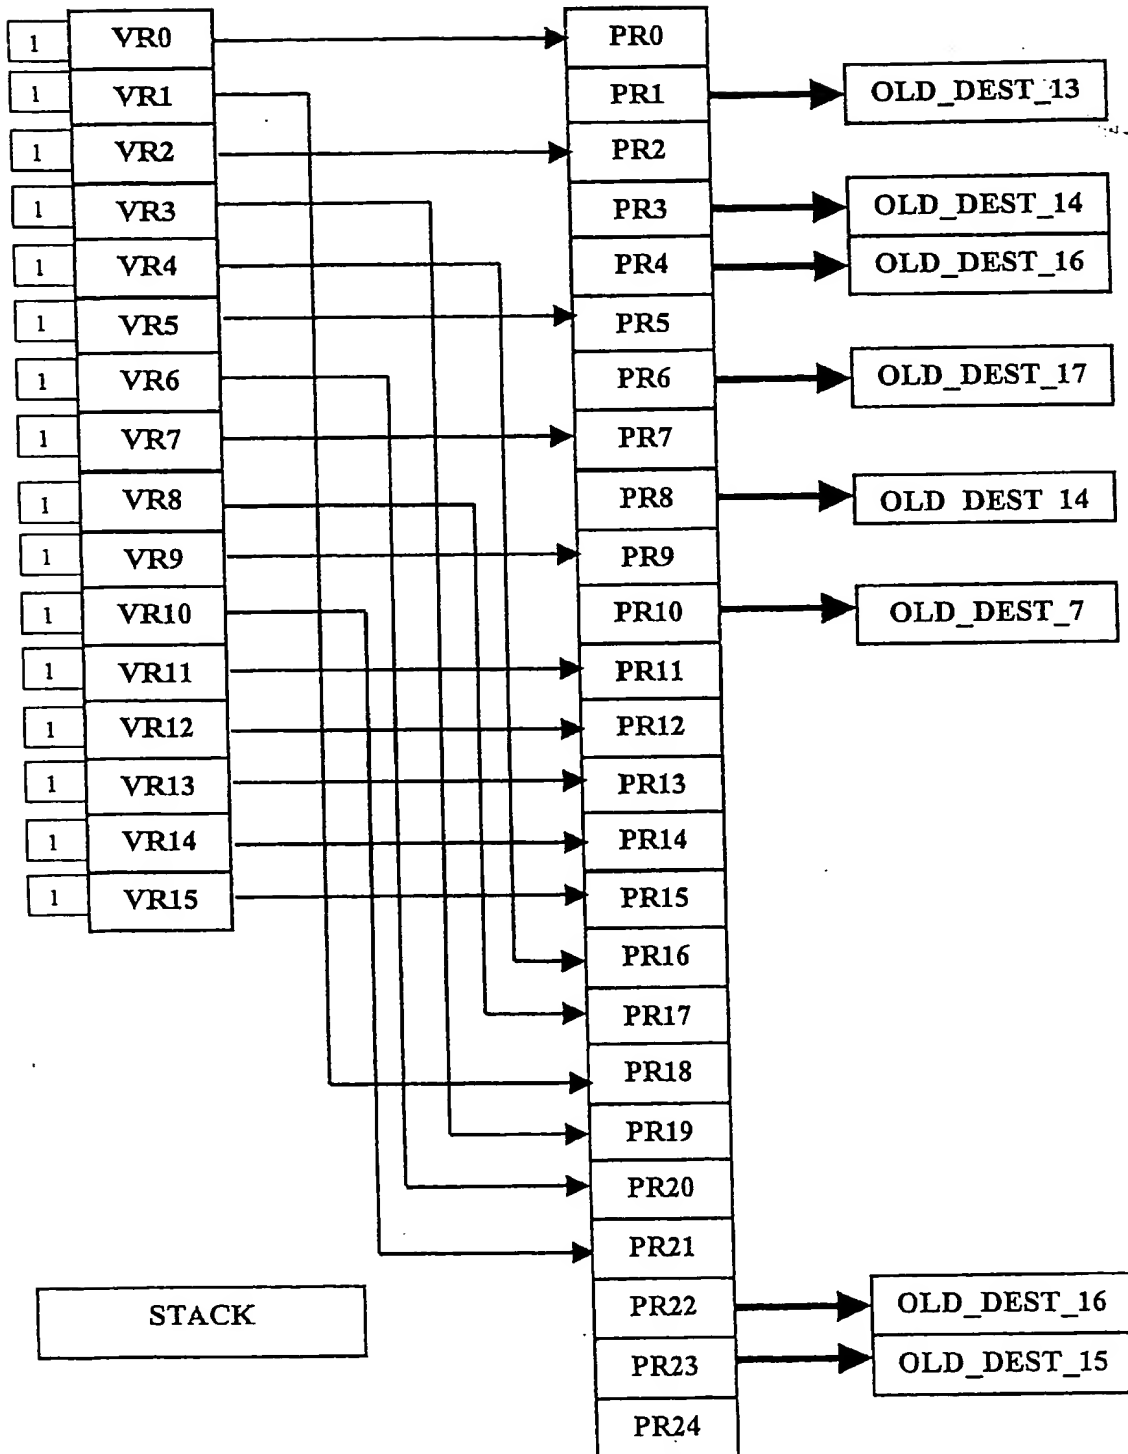 1 VR0 PR0
1 VR1 PR1 OLD_DEST_13
1 VR2 PR2
1 VR3 PR3 OLD_DEST_14
1 VR4 PR4 OLD_DEST_16
1 VR5 PR5
1 VR6 PR6 OLD_DEST_17
1 VR7 PR7
1 VR8 PR8 OLD DEST 14
1 VR9 PR9
1 VR10 PR10 OLD_DEST_7
1 VR11 PR11
1 VR12 PR12
1 VR13 PR13
1 VR14 PR14
1 VR15 PR15
PR16
PR17
PR18
PR19
PR20
PR21
STACK PR22 OLD_DEST_16
PR23 OLD_DEST_15
PR24